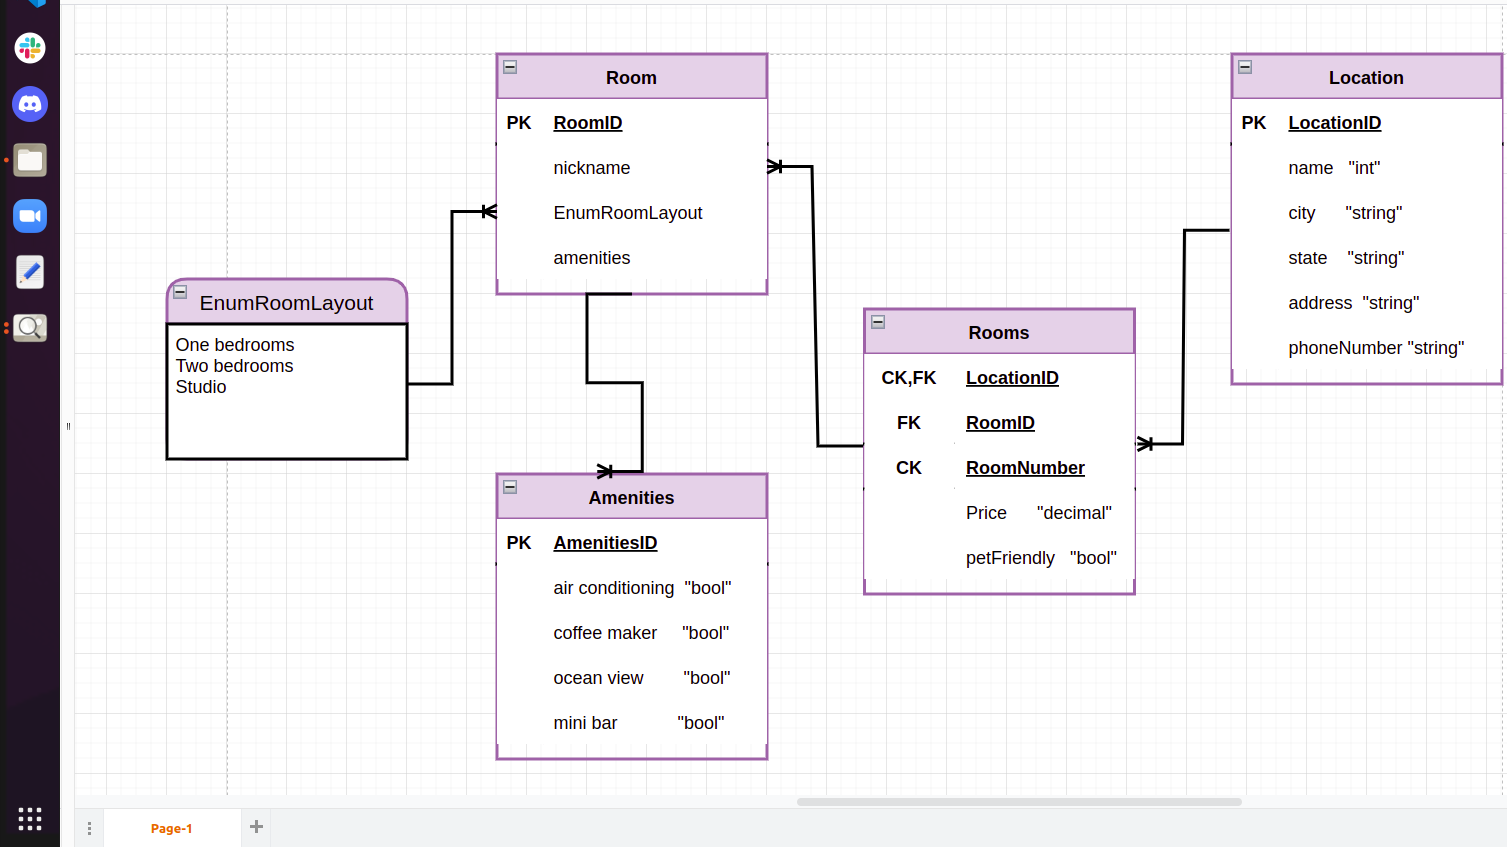 Room
PK RoomID
nickname
EnumRoomLayout
amenities
Location
PK LocationID
name "int"
city "string"
state "string"
address "string"
phoneNumber "string"
EnumRoomLayout
One bedrooms
Two bedrooms
Studio
Rooms
CK,FK LocationID
FK RoomID
CK RoomNumber
Price "decimal"
petFriendly "bool"
Amenities
PK AmenitiesID
air conditioning "bool"
coffee maker "bool"
ocean view "bool"
mini bar "bool"
Page-1